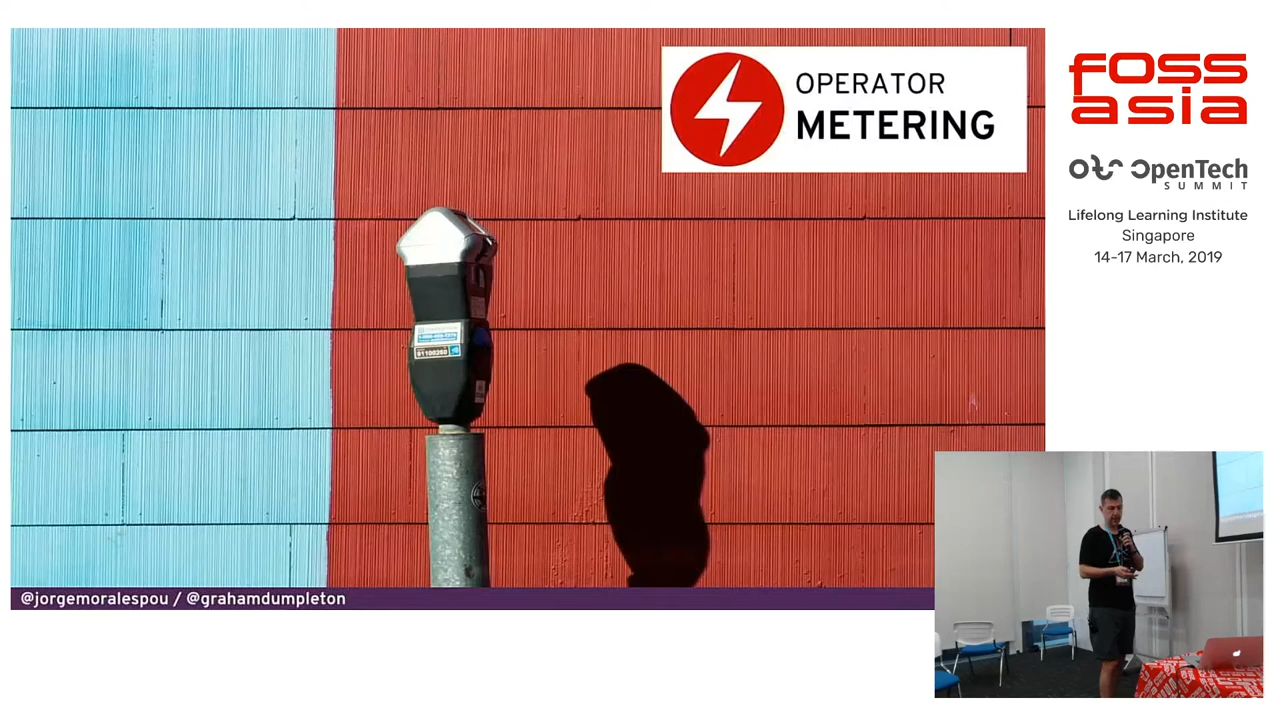 OPERATOR
METERING
@jorgemoralespou / @grahamdumpleton
FOSS
asia
OpenTech
SUMMIT
Lifelong Learning Institute
Singapore
14-17 March, 2019